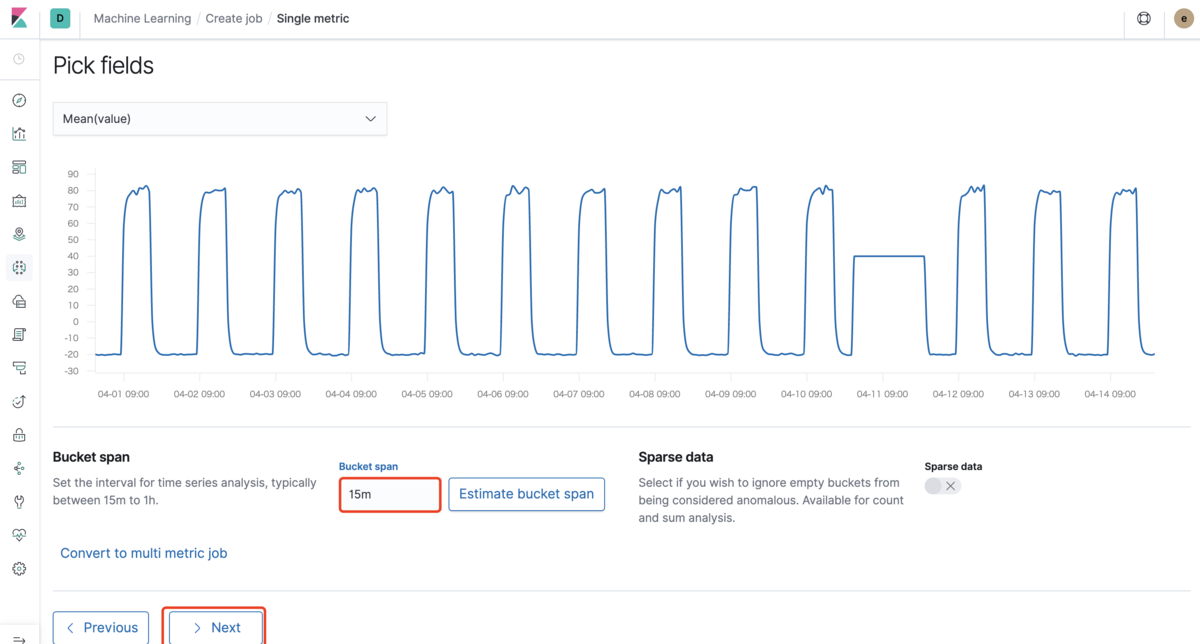 D Machine Learning / Create job / Single metric e
Pick fields
Mean(value)
90
80
70
60
50
40
30
20
10
0
-10
-20
-30
04-01 09:00 04-02 09:00 04-03 09:00 04-04 09:00 04-05 09:00 04-06 09:00 04-07 09:00 04-08 09:00 04-09 09:00 04-10 09:00 04-11 09:00 04-12 09:00 04-13 09:00 04-14 09:00
Bucket span
Set the interval for time series analysis, typically
between 15m to 1h.
Bucket span
15m
Estimate bucket span
Sparse data
Select if you wish to ignore empty buckets from
being considered anomalous. Available for count
and sum analysis.
Sparse data
Convert to multi metric job
Previous
Next